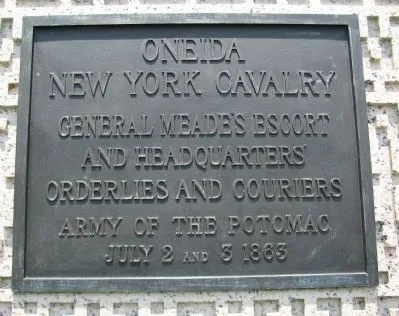 ONEIDA
NEW YORK CAVALRY
GENERAL MEADE'S ESCORT
AND HEADQUARTERS'
ORDERLIES AND COURIERS
ARMY OF THE POTOMAC
JULY 2 AND 3 1863